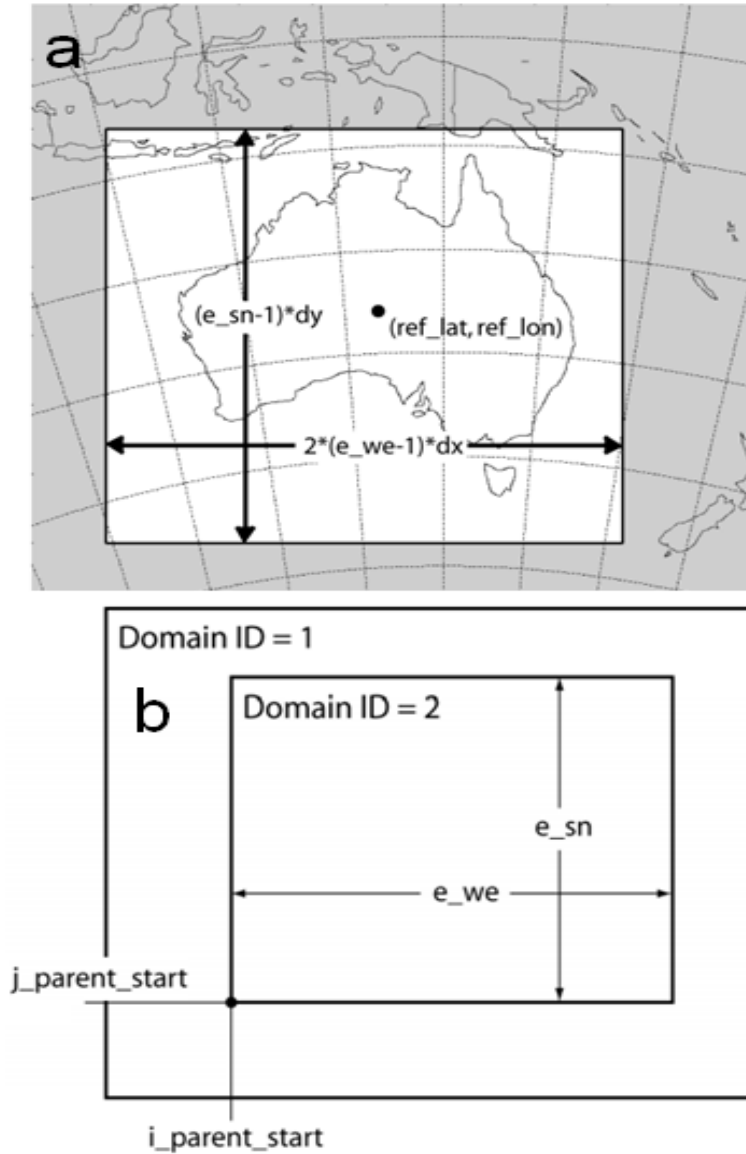 a
(e_sn-1)*dy
(ref_lat, ref_lon)
2*(e_we-1)*dx
Domain ID = 1
b
Domain ID = 2
e_sn
e_we
j_parent_start
i_parent_start